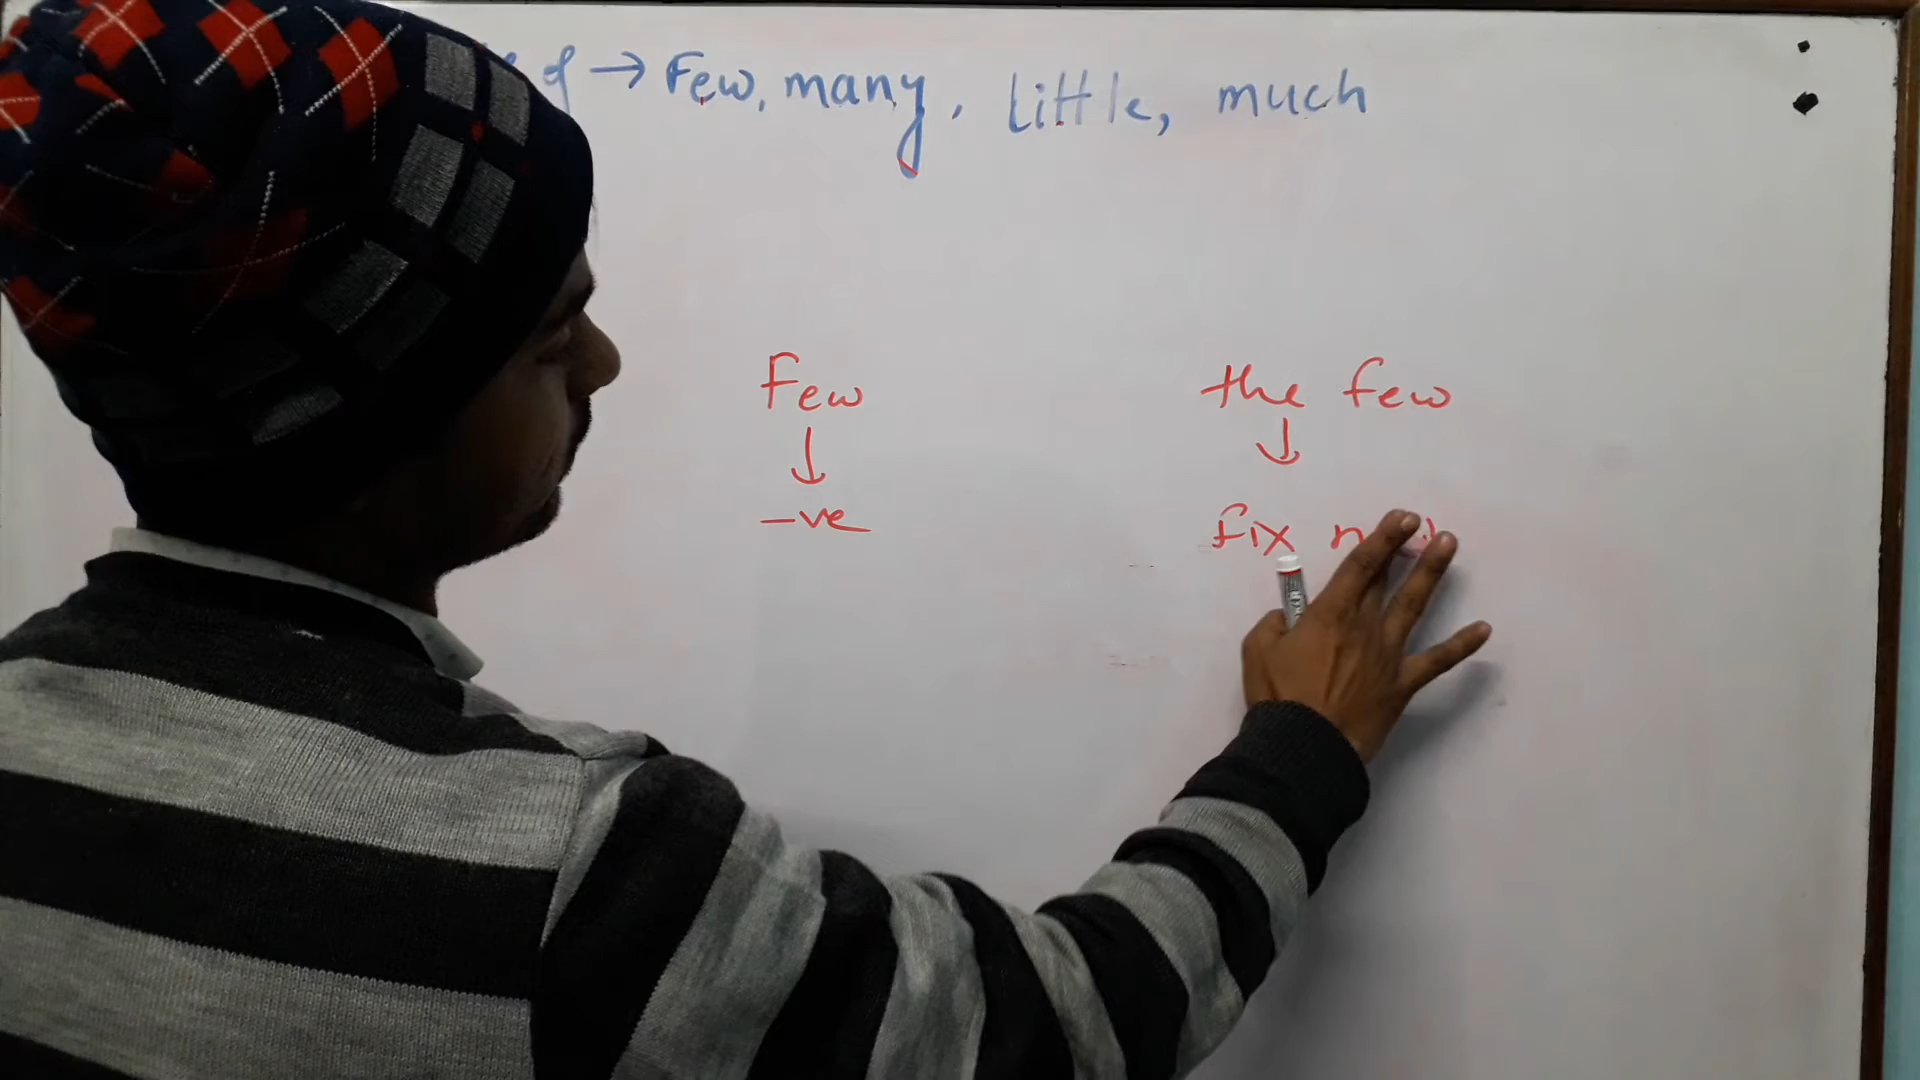 → Few, many, little, much
Few the few
↓ ↓
-ve fix